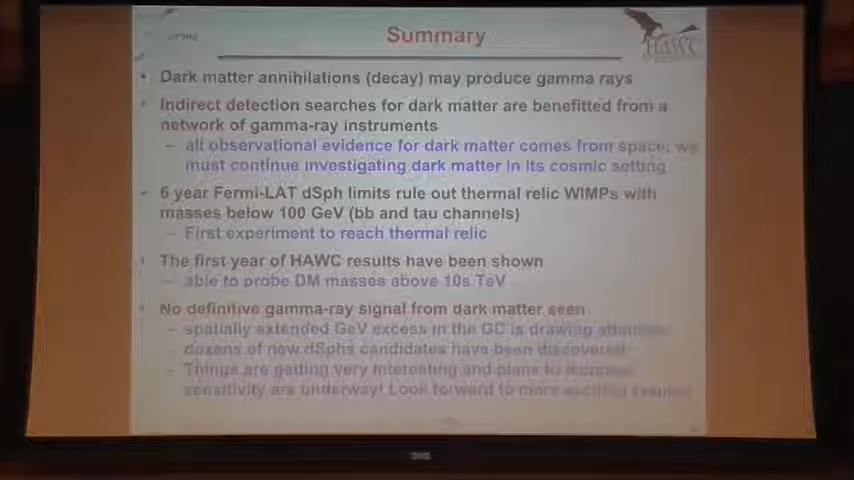 Summary
HAWC
• Dark matter annihilations (decay) may produce gamma rays
• Indirect detection searches for dark matter are benefitted from a
network of gamma-ray instruments
– all observational evidence for dark matter comes from space; we
must continue investigating dark matter in its cosmic setting
– 6 year Fermi-LAT dSph limits rule out thermal relic WIMPs with
masses below 100 GeV (bb and tau channels)
– First experiment to reach thermal relic
• The first year of HAWC results have been shown
– able to probe DM masses above 10s TeV
• No definitive gamma-ray signal from dark matter seen
– spatially extended GeV excess in the GC is drawing attention
– dozens of new dSphs candidates have been discovered
– Things are getting very interesting and plans to increase
sensitivity are underway! Look forward to more exciting results